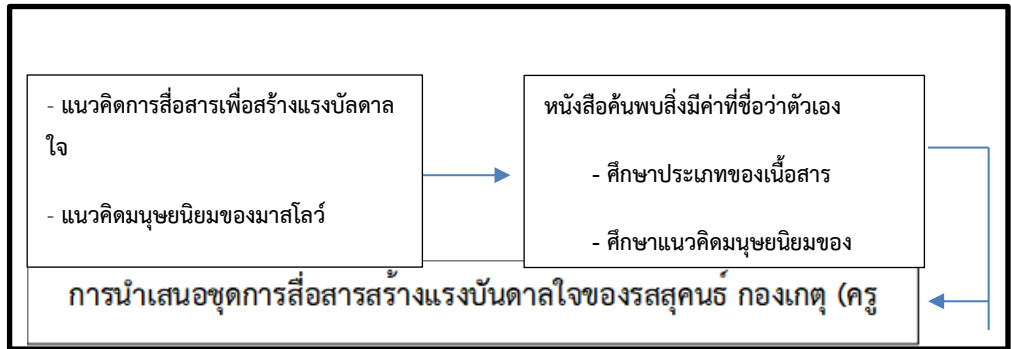 - แนวคิดการสื่อสารเพื่อสร้างแรงบัลดาล
ใจ
- แนวคิดมนุษยนิยมของมาสโลว์
หนังสือค้นพบสิ่งมีค่าที่ชื่อว่าตัวเอง
- ศึกษาประเภทของเนื้อสาร
- ศึกษาแนวคิดมนุษยนิยมของ
การนำเสนอชุดการสื่อสารสร้างแรงบันดาลใจของรสสุคนธ์ กองเกตุ (ครู